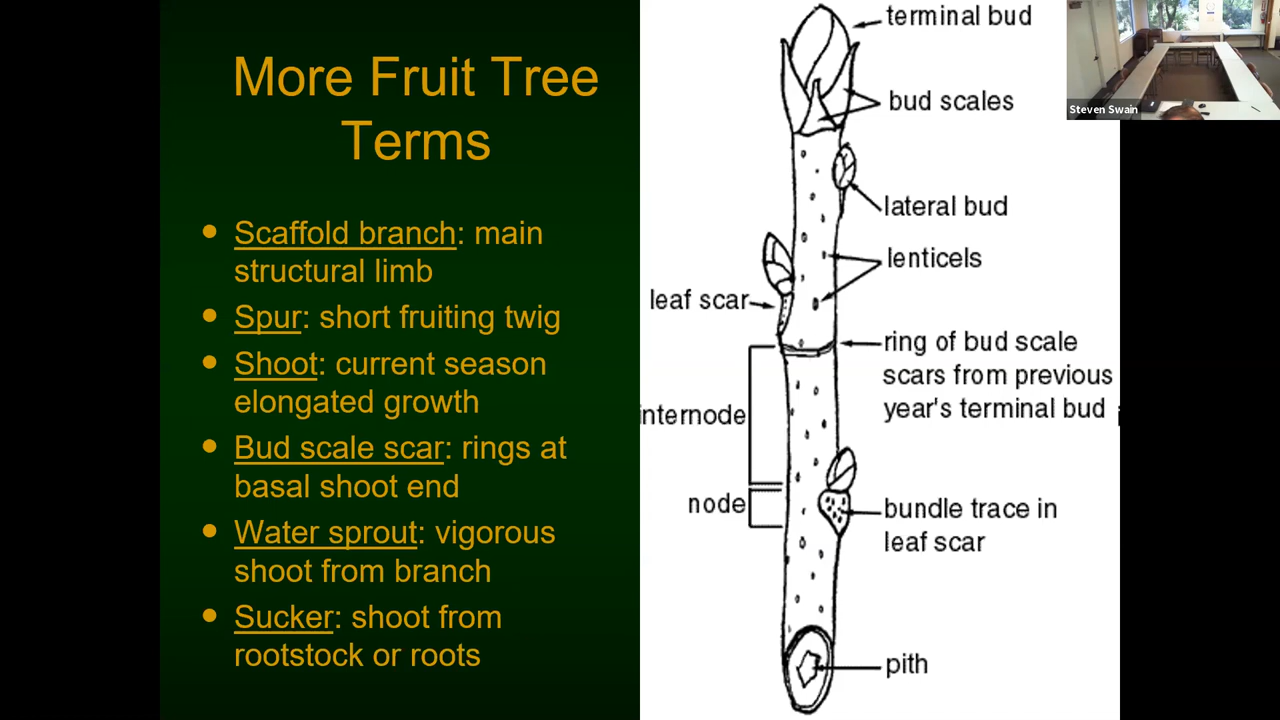 More Fruit Tree
Terms
Scaffold branch: main
structural limb
Spur: short fruiting twig
Shoot: current season
elongated growth
Bud scale scar: rings at
basal shoot end
Water sprout: vigorous
shoot from branch
Sucker: shoot from
rootstock or roots
terminal bud
bud scales
lateral bud
lenticels
leaf scar
ring of bud scale
scars from previous
year's terminal bud
internode
node
bundle trace in
leaf scar
pith
Steven Swain